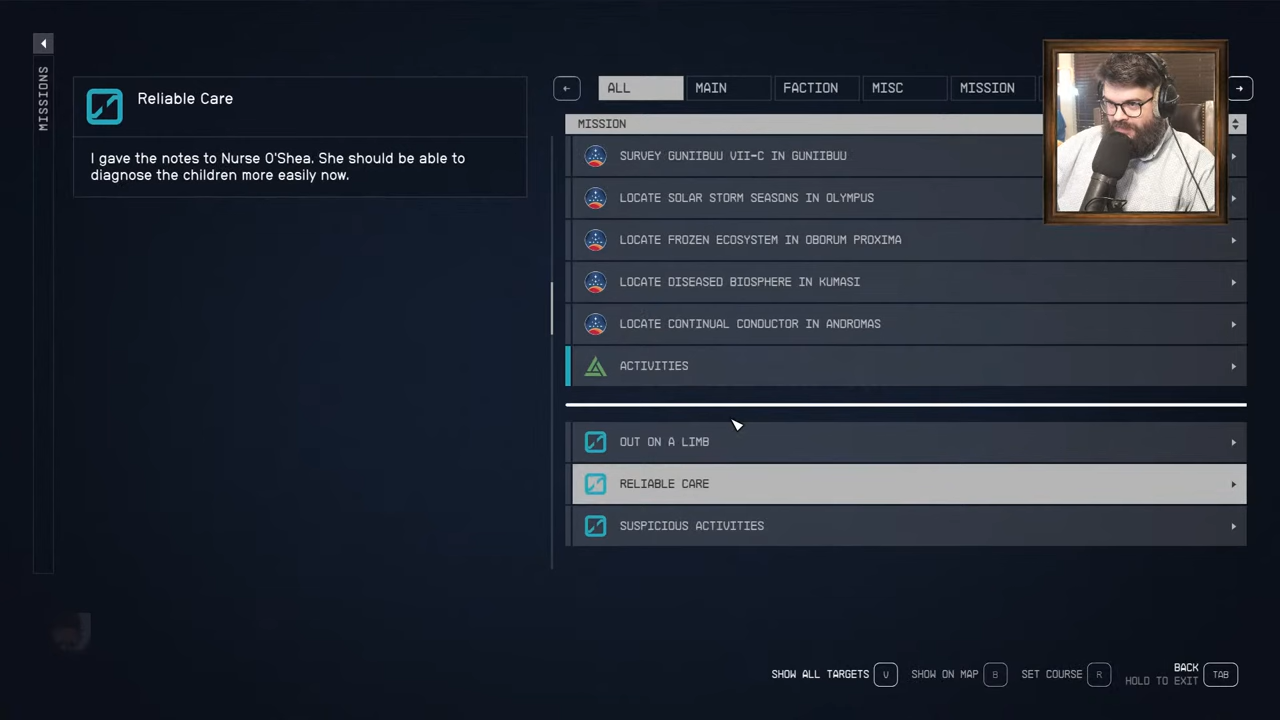 MISSIONS
Reliable Care
I gave the notes to Nurse O'Shea. She should be able to
diagnose the children more easily now.
ALL
MAIN
FACTION
MISC
MISSION
MISSION
SURVEY GUNIIBUU VII-C IN GUNIIBUU
LOCATE SOLAR STORM SEASONS IN OLYMPUS
LOCATE FROZEN ECOSYSTEM IN OBORUM PROXIMA
LOCATE DISEASED BIOSPHERE IN KUMASI
LOCATE CONTINUAL CONDUCTOR IN ANDROMAS
ACTIVITIES
OUT ON A LIMB
RELIABLE CARE
SUSPICIOUS ACTIVITIES
SHOW ALL TARGETS V SHOW ON MAP B SET COURSE R BACK TAB
HOLD TO EXIT